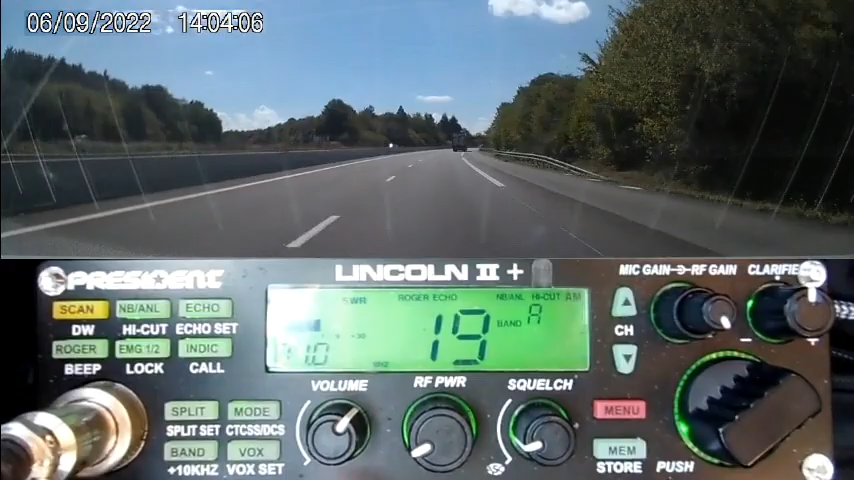 06/09/2022 14:04:06
PRESIDENT LINCOLN II + MIC GAIN RF GAIN CLARIFIE
SCAN NB/ANL ECHO
DW HI-CUT ECHO SET
ROGER EMG 1/2 INDIC
BEEP LOCK CALL
SWR ROGER ECHO NB/ANL HI-CUT AM
19 BAND A
CH
VOLUME RF PWR SQUELCH
SPLIT MODE
SPLIT SET CTCSS/DCS
BAND VOX
+10KHZ VOX SET
MENU
MEM
STORE PUSH
- +